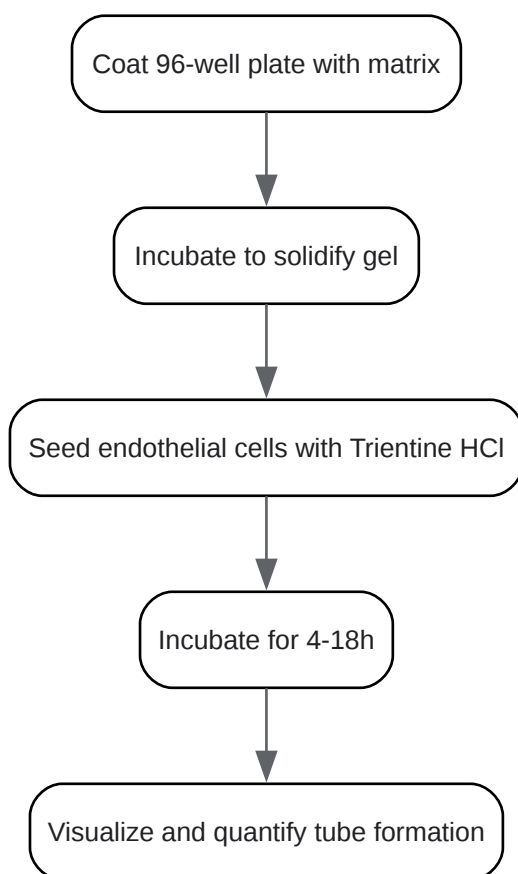 Coat 96-well plate with matrix
Incubate to solidify gel
Seed endothelial cells with Trientine HCl
Incubate for 4-18h
Visualize and quantify tube formation